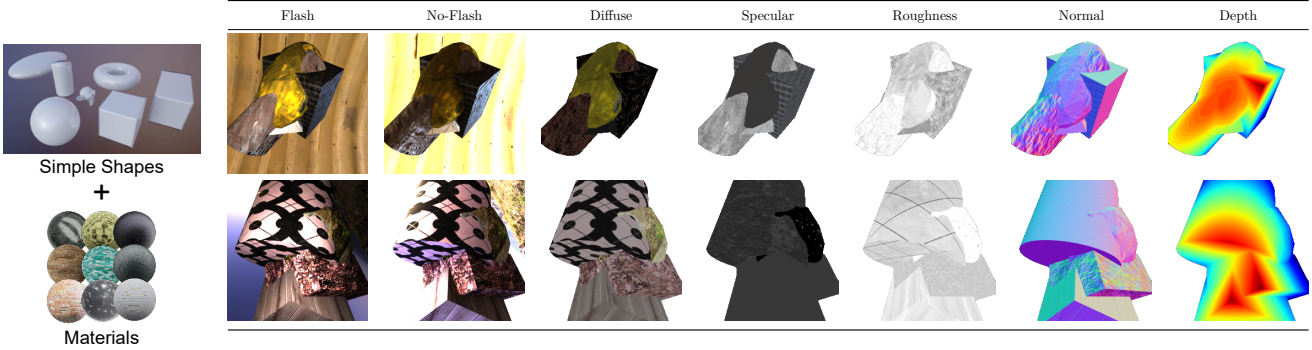 Flash No-Flash Diffuse Specular Roughness Normal Depth
Simple Shapes
+
Materials